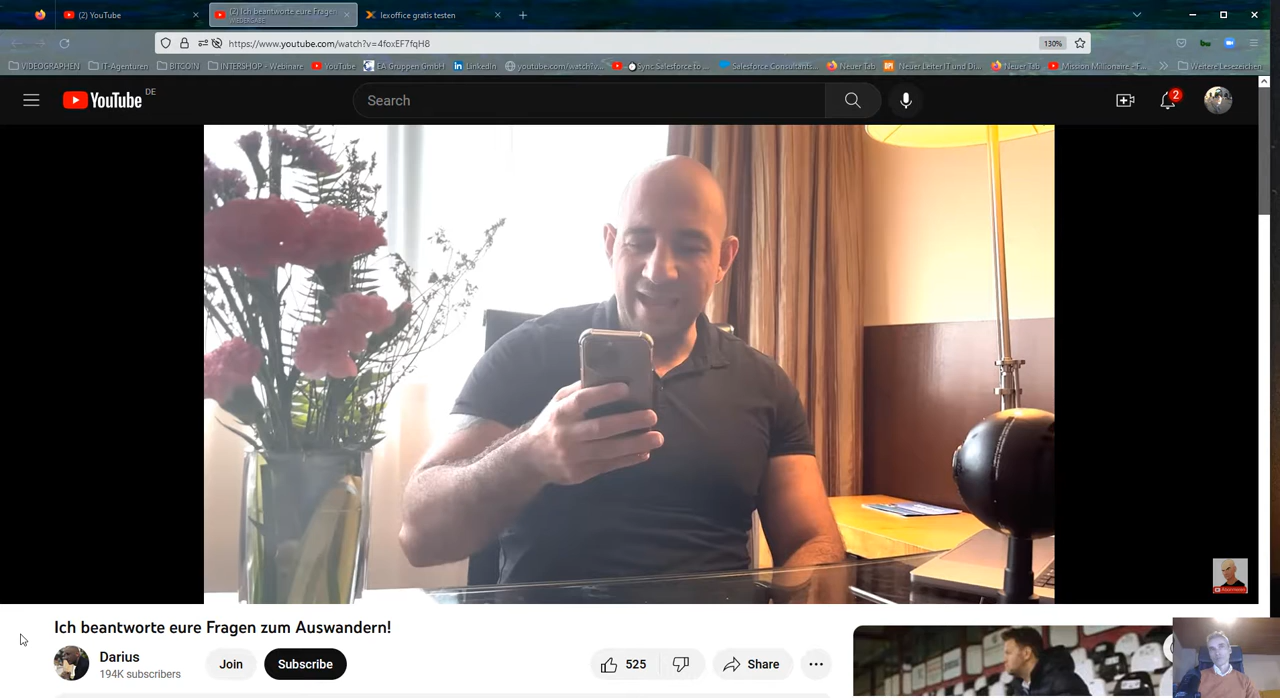 (2) YouTube
(2) Ich beantworte eure Fragen
WIEDERGABE
lexoffice gratis testen
https://www.youtube.com/watch?v=4foxEF7fqH8
130%
VIDEOGRAPHEN
IT-Agenturen
BITCOIN
INTERSHOP - Webinare
YouTube
EA Gruppen GmbH
LinkedIn
youtube.com/watch?v...
Sync Salesforce to ...
Salesforce Consultants...
Neuer Tab
Neuer Leiter IT und Di...
Neuer Tab
Mission Millionaire - F...
Weitere Lesezeichen
YouTube
DE
Search
2
Ich beantworte eure Fragen zum Auswandern!
Darius
194K subscribers
Join
Subscribe
525
Share